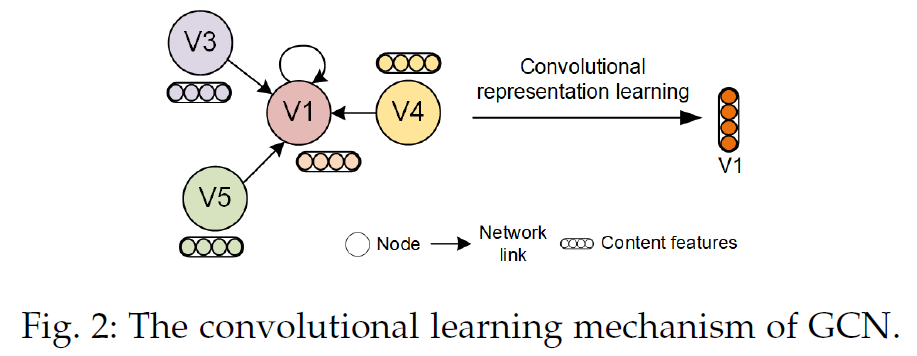 V3
V1
V4
V5
Convolutional
representation learning
V1
Node
Network
link
Content features
Fig. 2: The convolutional learning mechanism of GCN.